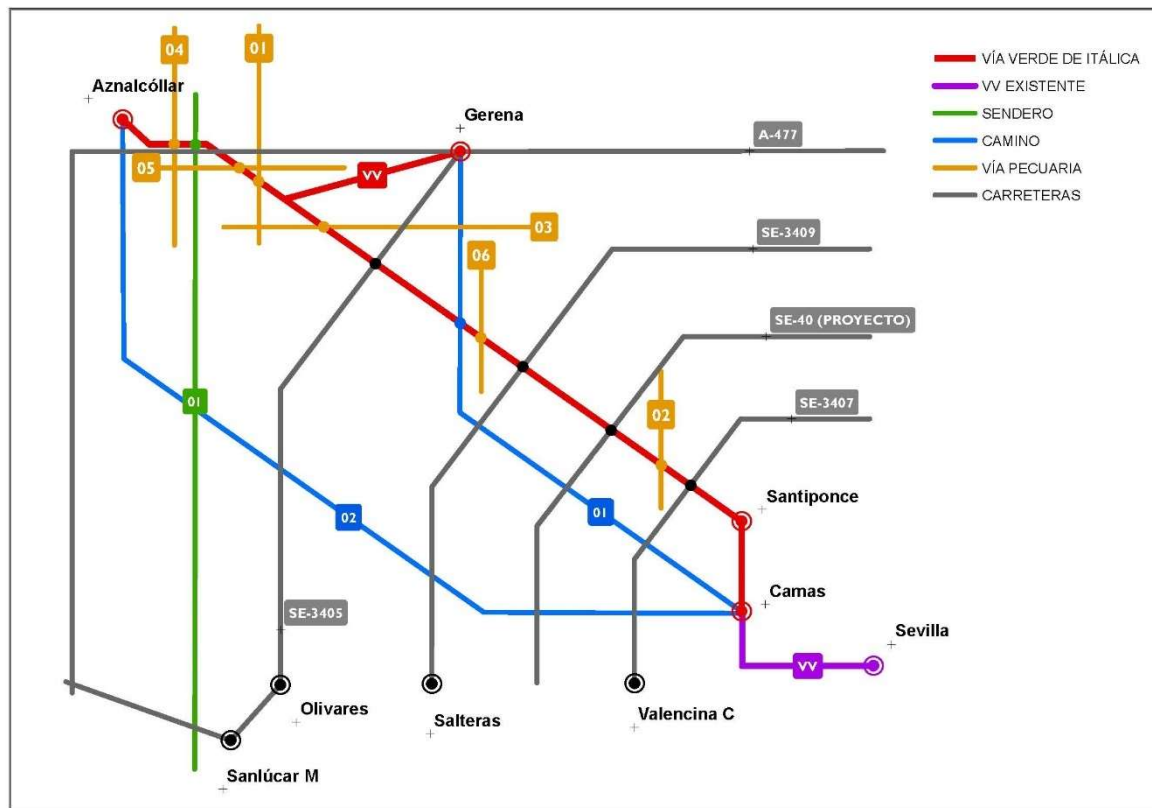 04
01
Aznalcóllar
Gerena
VÍA VERDE DE ITÁLICA
VV EXISTENTE
SENDERO
CAMINO
VÍA PECUARIA
CARRETERAS
A-477
05
VV
03
SE-3409
06
SE-40 (PROYECTO)
01
02
SE-3407
02
01
Santiponce
Camas
SE-3405
Sevilla
VV
Olivares
Salteras
Valencina C
Sanlúcar M